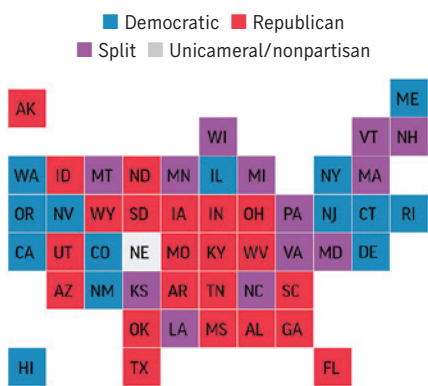 Democratic Republican
Split Unicameral/nonpartisan
ME
AK
WI VT NH
WA ID MT ND MN IL MI NY MA
OR NV WY SD IA IN OH PA NJ CT RI
CA UT CO NE MO KY WV VA MD DE
AZ NM KS AR TN NC SC
OK LA MS AL GA
HI TX FL